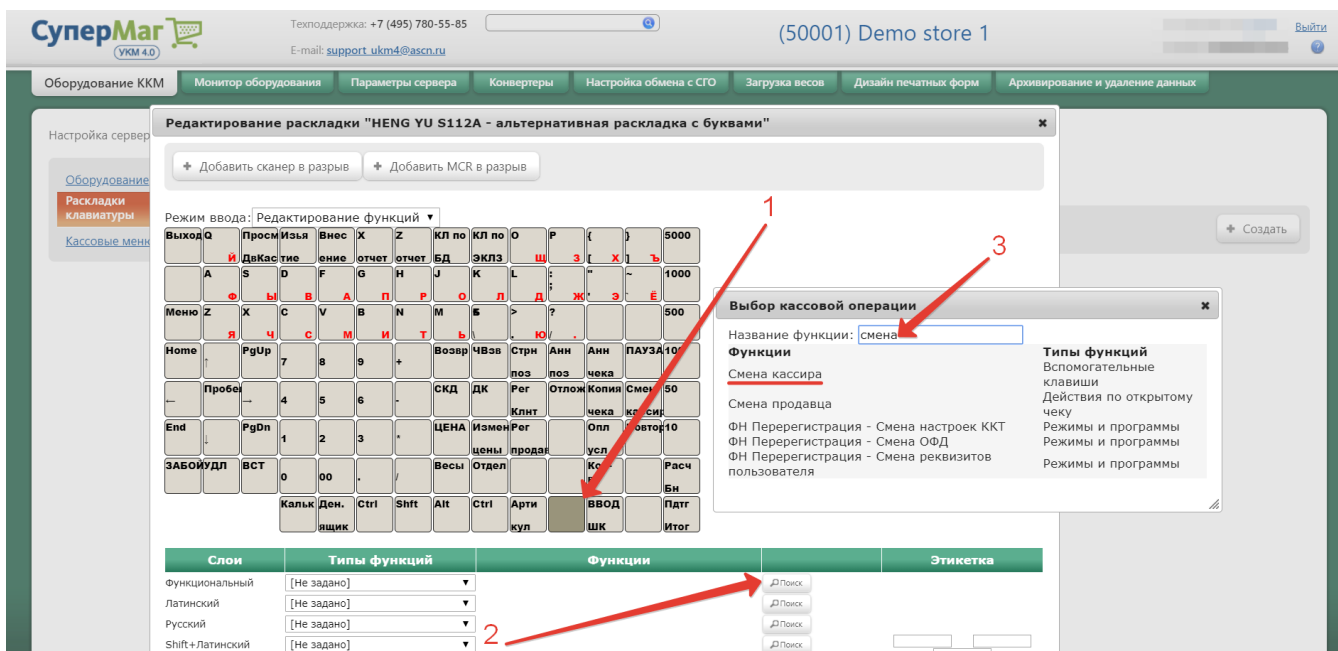 СуперМаг
УКМ 4.0
Техподдержка: +7 (495) 780-55-85
E-mail: support_ukm4@ascn.ru
(50001) Demo store 1
Выйти
Оборудование ККМ Монитор оборудования Параметры сервера Конвертеры Настройка обмена с СГО Загрузка весов Дизайн печатных форм Архивирование и удаление данных
Настройка сервер
Оборудование
Раскладки
клавиатуры
Кассовые меню
+ Создать
Редактирование раскладки "HENG YU S112A - альтернативная раскладка с буквами"
+ Добавить сканер в разрыв + Добавить MCR в разрыв
Режим ввода: Редактирование функций
1
Выход Q Просм Изья Внес X Z КЛ по КЛ по O P { } 5000
Й ДвКас тие ение отчет отчет БД ЭКЛЗ Щ З [ Х ] Ъ
A S D F G H J K L : " ~ 1000
Ф Ы В А П Р О Л Д ; Ж ' Э ` Ё
Меню Z X C V B N M Б > ? 500
Я Ч С М И Т Ь \ . Ю / .
Home PgUp Возвр ЧВзв Стрн Анн Анн ПАУЗА 100
↑ 7 8 9 + поз поз чека
Пробел СКД ДК Рег Отлож Копия Смен 50
← → 4 5 6 - Клнт чека кассир
End PgDn ЦЕНА Измен Рег Опл Повтор 10
↓ 1 2 3 * цены продав усл
ЗАБОЙ УДЛ ВСТ Весы Отдел Расч
0 00 . / Бн
Кальк Ден. Ctrl Shft Alt Ctrl Арти ВВОД Пдтг
ящик кул ШК Итог
3
Выбор кассовой операции
Название функции: смена
Функции Типы функций
Смена кассира Вспомогательные клавиши
Смена продавца Действия по открытому чеку
ФН Перерегистрация - Смена настроек ККТ Режимы и программы
ФН Перерегистрация - Смена ОФД Режимы и программы
ФН Перерегистрация - Смена реквизитов
пользователя Режимы и программы
Слои Типы функций Функции Этикетка
Функциональный [Не задано] Поиск
Латинский [Не задано] Поиск
Русский [Не задано] Поиск
2
Shift+Латинский [Не задано] Поиск